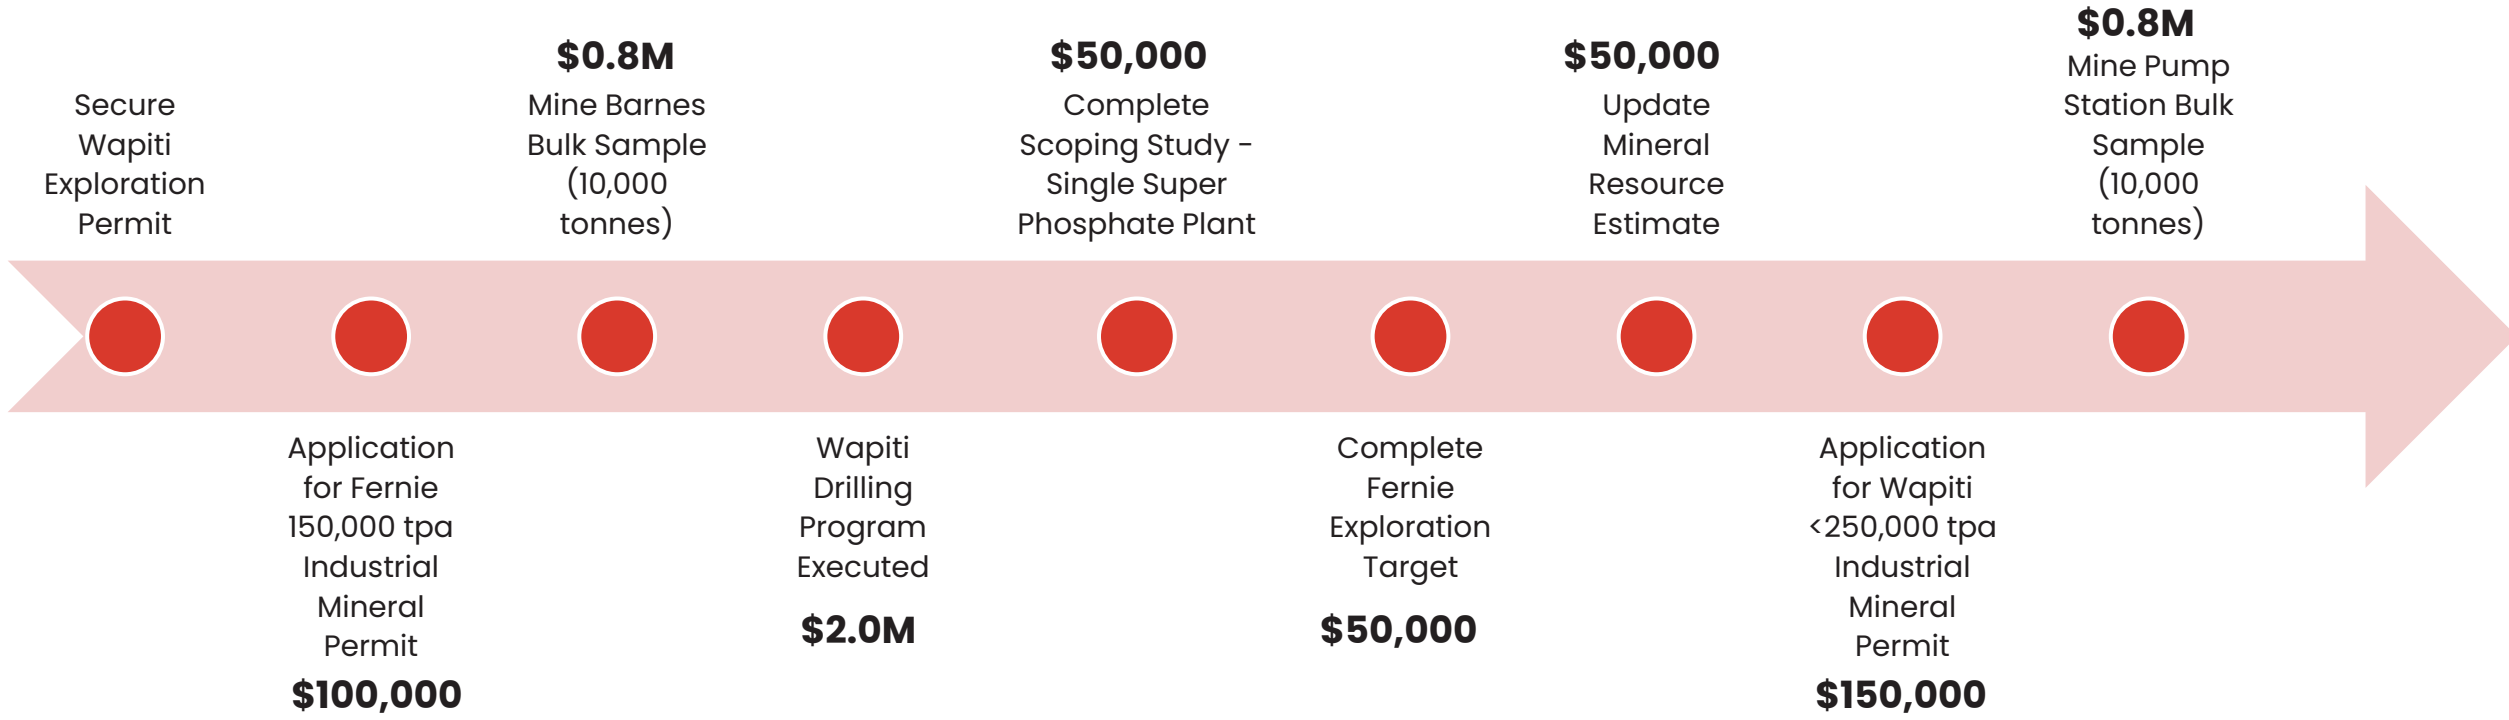 Secure
Wapiti
Exploration
Permit
Application
for Fernie
150,000 tpa
Industrial
Mineral
Permit
$100,000
$0.8M
Mine Barnes
Bulk Sample
(10,000
tonnes)
Wapiti
Drilling
Program
Executed
$2.0M
$50,000
Complete
Scoping Study -
Single Super
Phosphate Plant
Complete
Fernie
Exploration
Target
$50,000
$50,000
Update
Mineral
Resource
Estimate
Application
for Wapiti
<250,000 tpa
Industrial
Mineral
Permit
$150,000
$0.8M
Mine Pump
Station Bulk
Sample
(10,000
tonnes)